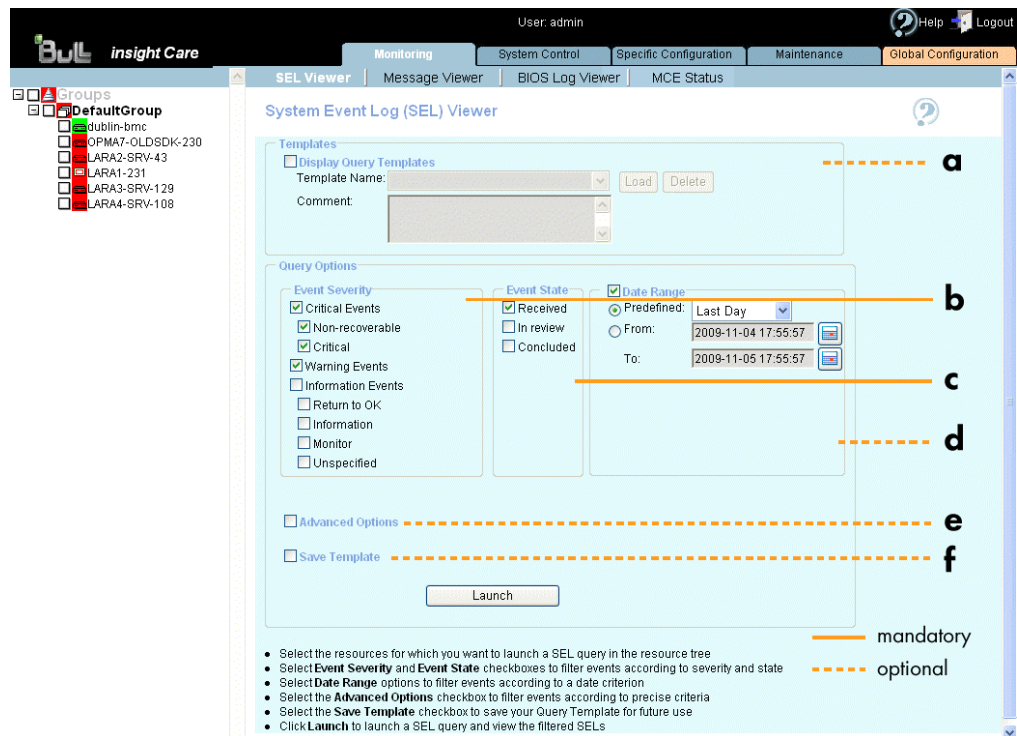 User: admin
Help Logout
Bull insight Care
Monitoring System Control Specific Configuration Maintenance Global Configuration
SEL Viewer Message Viewer BIOS Log Viewer MCE Status
Groups
DefaultGroup
dublin-bmc
OPMA7-OLDSDK-230
LARA2-SRV-43
LARA1-231
LARA3-SRV-129
LARA4-SRV-108
System Event Log (SEL) Viewer
Templates
Display Query Templates
a
Template Name: Load Delete
Comment:
Query Options
Event Severity
Critical Events
Non-recoverable
Critical
Warning Events
Information Events
Return to OK
Information
Monitor
Unspecified
Event State
Received
In review
Concluded
Date Range
Predefined: Last Day
From: 2009-11-04 17:55:57
To: 2009-11-05 17:55:57
b
c
d
Advanced Options
e
Save Template
f
Launch
mandatory
optional
Select the resources for which you want to launch a SEL query in the resource tree
Select Event Severity and Event State checkboxes to filter events according to severity and state
Select Date Range options to filter events according to a date criterion
Select the Advanced Options checkbox to filter events according to precise criteria
Select the Save Template checkbox to save your Query Template for future use
Click Launch to launch a SEL query and view the filtered SELs